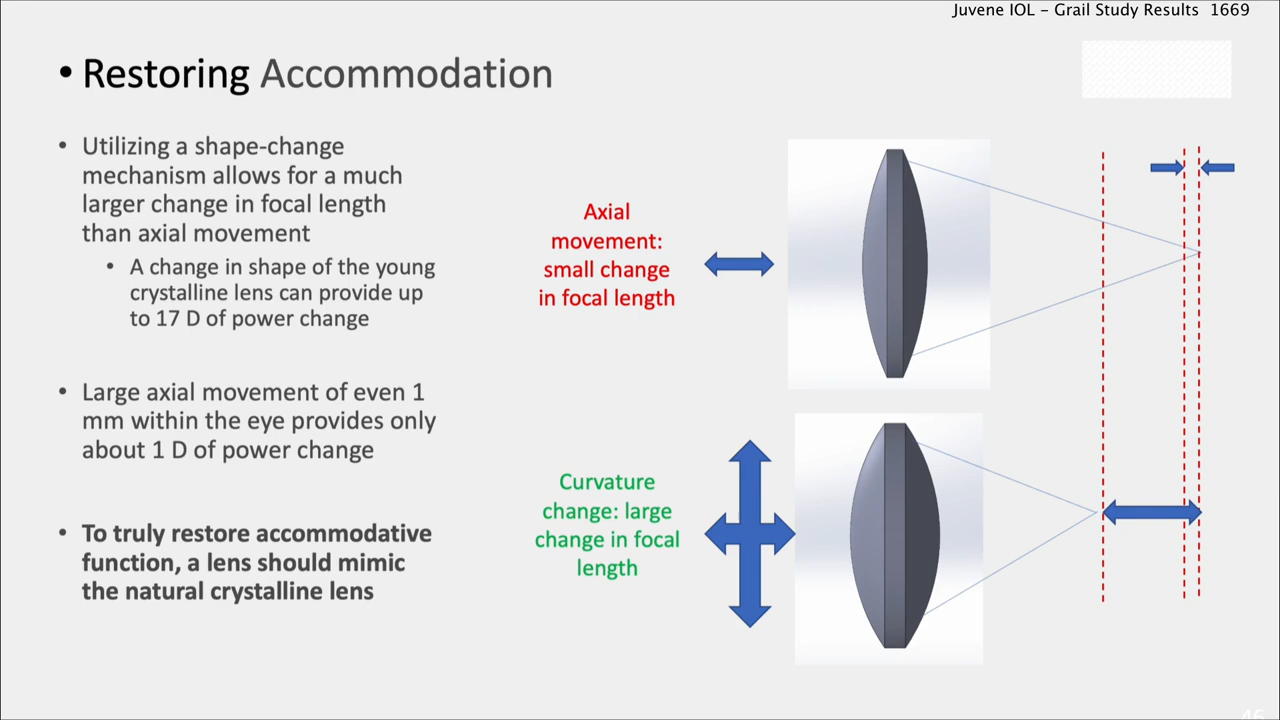 Juvene IOL – Grail Study Results 1669
• Restoring Accommodation
• Utilizing a shape-change
mechanism allows for a much
larger change in focal length
than axial movement
• A change in shape of the young
crystalline lens can provide up
to 17 D of power change
• Large axial movement of even 1
mm within the eye provides only
about 1 D of power change
• To truly restore accommodative
function, a lens should mimic
the natural crystalline lens
Axial
movement:
small change
in focal length
Curvature
change: large
change in focal
length